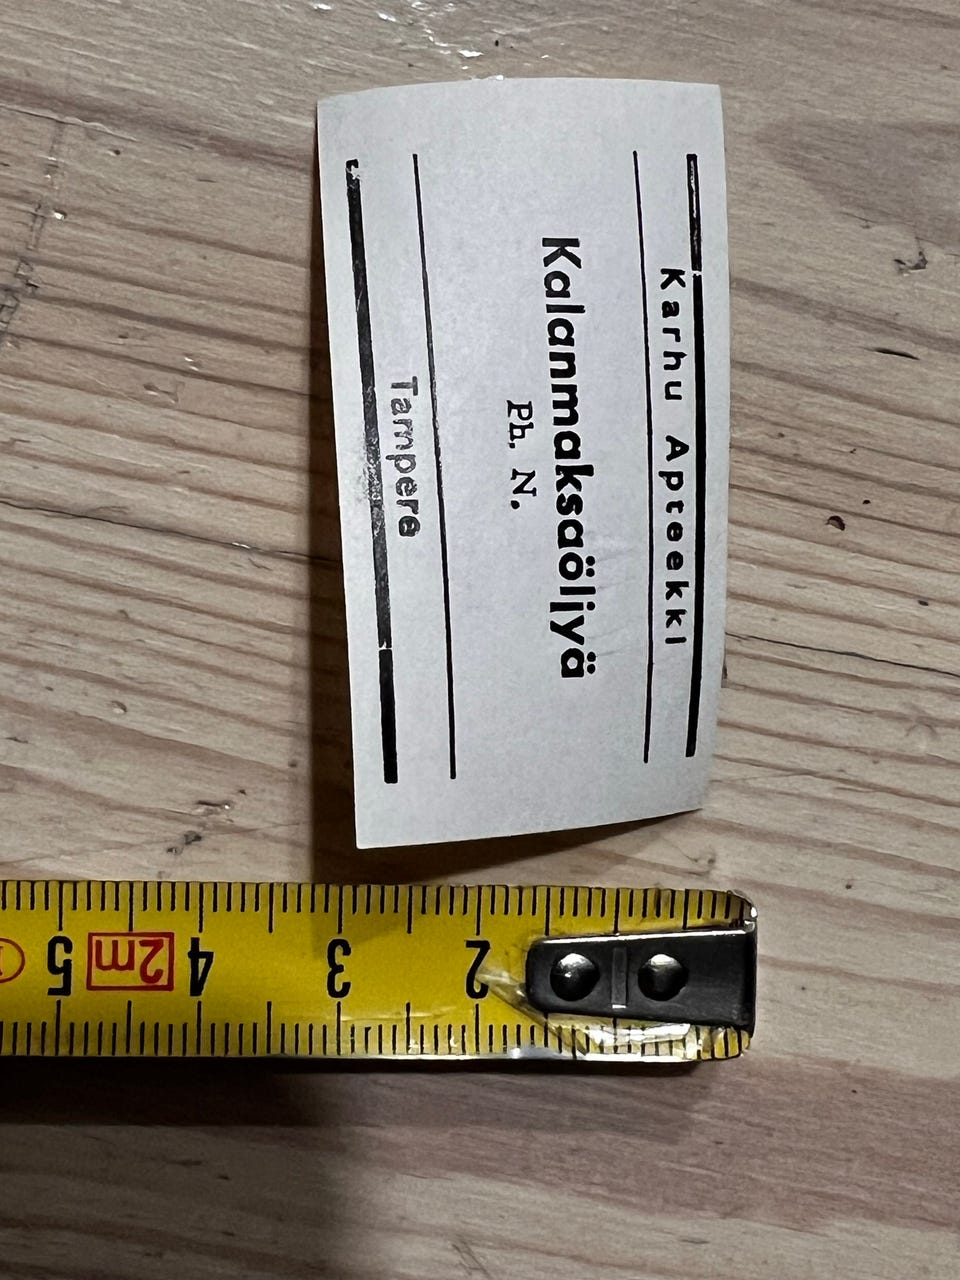 Karhu Apteekki
Kalanmaksaöljyä
Ph. N.
Tampere
2
3
4
2m
5